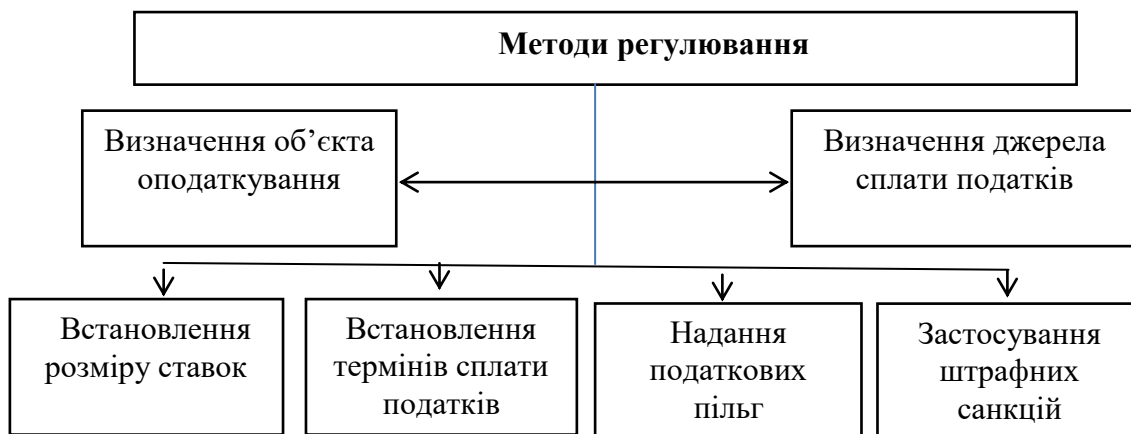 Методи регулювання
Визначення об’єкта
оподаткування
Визначення джерела
сплати податків
Встановлення
розміру ставок
Встановлення
термінів сплати
податків
Надання
податкових
пільг
Застосування
штрафних
санкцій